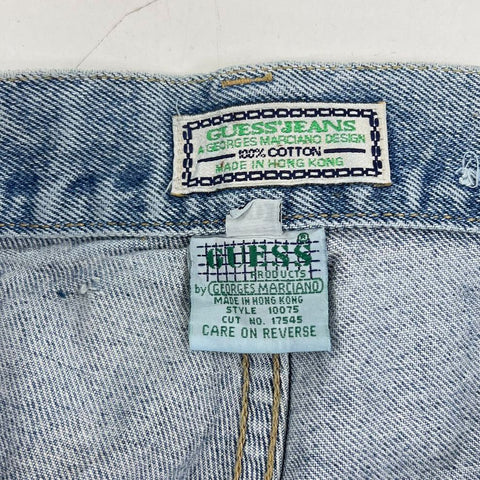 GUESS JEANS
A GEORGES MARCIANO DESIGN
100% COTTON
MADE IN HONG KONG
GUESS ®
PRODUCTS
by GEORGES MARCIANO
MADE IN HONG KONG
STYLE 10075
CUT NO. 17545
CARE ON REVERSE